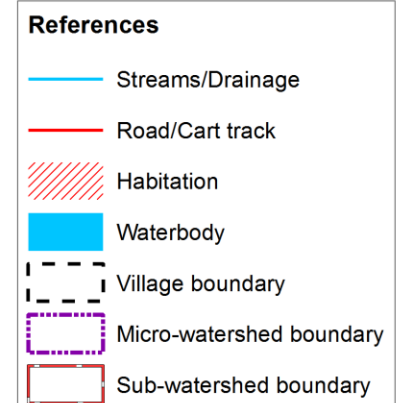 References
Streams/Drainage
Road/Cart track
Habitation
Waterbody
Village boundary
Micro-watershed boundary
Sub-watershed boundary